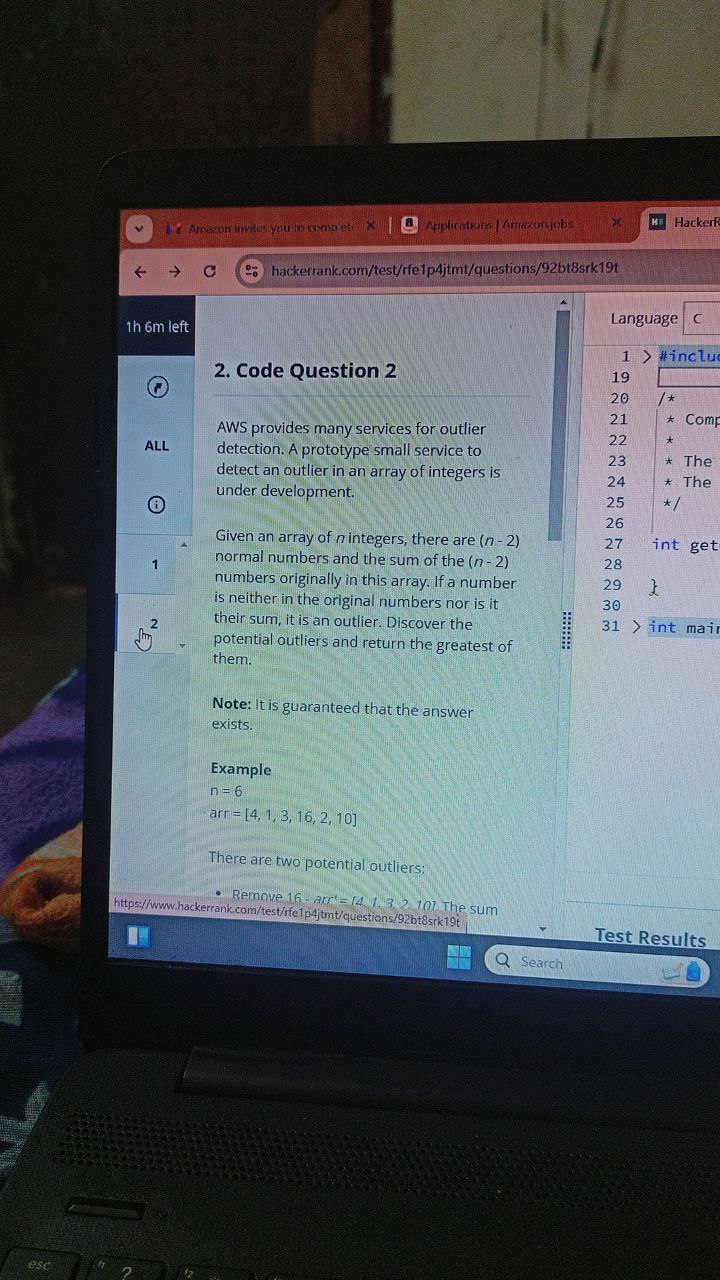 Amazon invites you to complet
Applications | Amazon.jobs
HackerR
hackerrank.com/test/rfe1p4jtmt/questions/92bt8srk19t
1h 6m left
ALL
1
2
2. Code Question 2
AWS provides many services for outlier
detection. A prototype small service to
detect an outlier in an array of integers is
under development.
Given an array of n integers, there are (n - 2)
normal numbers and the sum of the (n - 2)
numbers originally in this array. If a number
is neither in the original numbers nor is it
their sum, it is an outlier. Discover the
potential outliers and return the greatest of
them.
Note: It is guaranteed that the answer
exists.
Example
n = 6
arr = [4, 1, 3, 16, 2, 10]
There are two potential outliers:
• Remove 16 - arr' = [4, 1, 3, 2, 10]. The sum
https://www.hackerrank.com/test/rfe1p4jtmt/questions/92bt8srk19t
Language C
1 > #inclu
19
20 /*
21 * Comp
22 *
23 * The
24 * The
25 */
26
27 int get
28
29 }
30
31 > int mair
Test Results
Search
esc
?